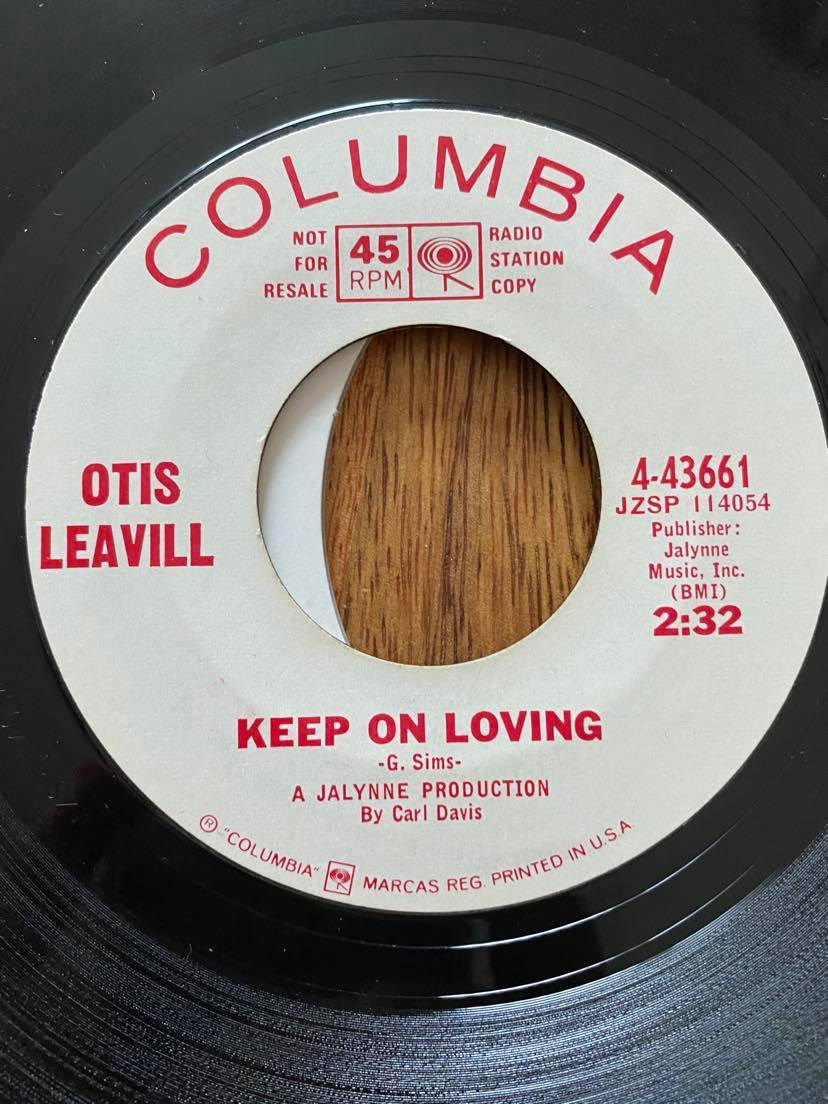 COLUMBIA
NOT
FOR
RESALE
45
RPM
RADIO
STATION
COPY
OTIS
LEAVILL
4-43661
JZSP 114054
Publisher:
Jalynne
Music, Inc.
(BMI)
2:32
KEEP ON LOVING
-G. Sims-
A JALYNNE PRODUCTION
By Carl Davis
® "COLUMBIA" MARCAS REG. PRINTED IN U.S.A